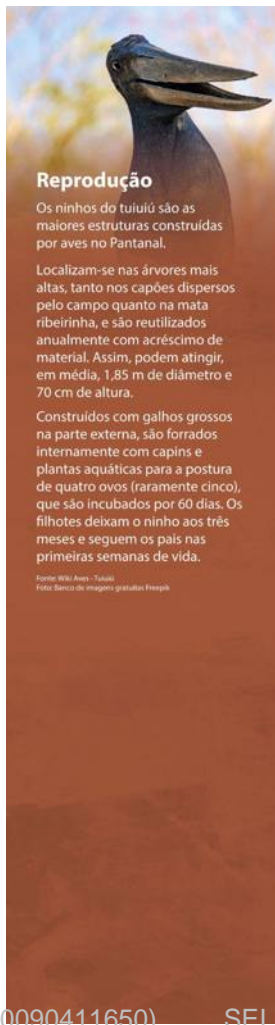 Reprodução
Os ninhos do tuiuiú são as
maiores estruturas construídas
por aves no Pantanal.
Localizam-se nas árvores mais
altas, tanto nos capões dispersos
pelo campo quanto na mata
ribeirinha, e são reutilizados
anualmente com acréscimo de
material. Assim, podem atingir,
em média, 1,85 m de diâmetro e
70 cm de altura.
Construídos com galhos grossos
na parte externa, são forrados
internamente com capins e
plantas aquáticas para a postura
de quatro ovos (raramente cinco),
que são incubados por 60 dias. Os
filhotes deixam o ninho aos três
meses e seguem os pais nas
primeiras semanas de vida.
Fonte: Wiki Aves - Tuiuiú
Foto: Banco de imagens gratuitas Freepik
0090411650) SEI